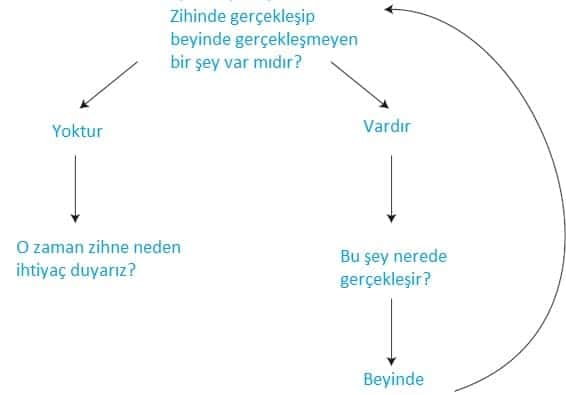 Zihinde gerçekleşip
beyinde gerçekleşmeyen
bir şey var mıdır?
Yoktur
Vardır
O zaman zihne neden
ihtiyaç duyarız?
Bu şey nerede
gerçekleşir?
Beyinde